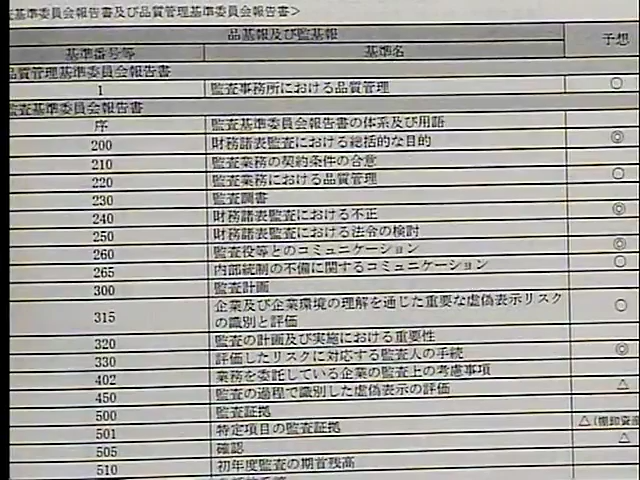 基準委員会報告書及び品質管理基準委員会報告書＞
品基報及び監基報 予想
基準番号等 基準名
品質管理基準委員会報告書
1 監査事務所における品質管理 ○
監査基準委員会報告書
序 監査基準委員会報告書の体系及び用語
200 財務諸表監査における総括的な目的 ◎
210 監査業務の契約条件の合意
220 監査業務における品質管理 ○
230 監査調書
240 財務諸表監査における不正 ◎
250 財務諸表監査における法令の検討
260 監査役等とのコミュニケーション ◎
265 内部統制の不備に関するコミュニケーション ○
300 監査計画
315 企業及び企業環境の理解を通じた重要な虚偽表示リスク ○
の識別と評価
320 監査の計画及び実施における重要性
330 評価したリスクに対応する監査人の手続 ◎
402 業務を委託している企業の監査上の考慮事項
450 監査の過程で識別した虚偽表示の評価 △
500 監査証拠
501 特定項目の監査証拠 △(棚卸資産
505 確認 △
510 初年度監査の期首残高